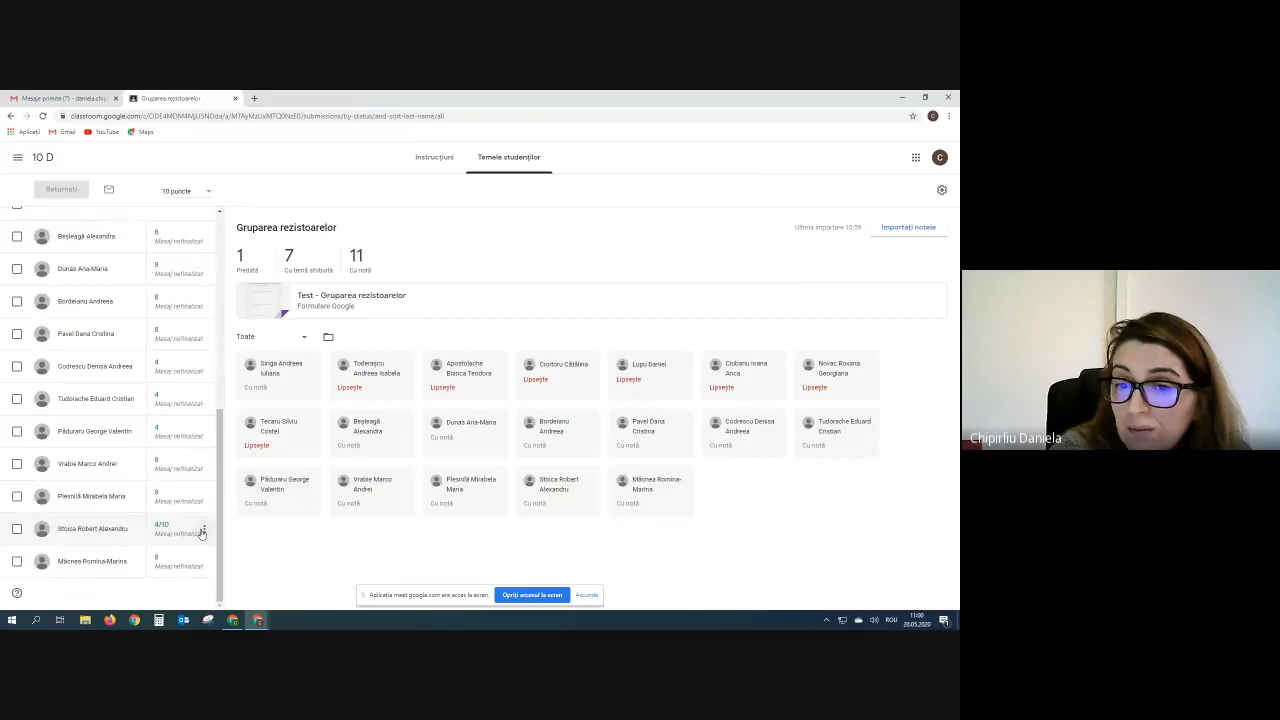 Mesaje primite (7) - daniela.chip
Gruparea rezistoarelor
classroom.google.com/c/ODE4MDM4MjU3NDda/a/MTAyMzUxMTQ0NzE0/submissions/by-status/and-sort-last-name/all
Aplicații
Gmail
YouTube
Maps
10 D
Instrucțiuni
Temele studenților
C
Returnați
10 puncte
Beșleagă Alexandra
8
Mesaj nefinalizat
Dunas Ana-Maria
8
Mesaj nefinalizat
Bordeianu Andreea
8
Mesaj nefinalizat
Pavel Dana Cristina
8
Mesaj nefinalizat
Codrescu Denisa Andreea
4
Mesaj nefinalizat
Tudorache Eduard Cristian
4
Mesaj nefinalizat
Păduraru George Valentin
4
Mesaj nefinalizat
Vrabie Marco Andrei
8
Mesaj nefinalizat
Plesnilă Mirabela Maria
8
Mesaj nefinalizat
Stoica Robert Alexandru
4/10
Mesaj nefinalizat
Mâcnea Romina-Marina
8
Mesaj nefinalizat
Gruparea rezistoarelor
Ultima importare 10:59
Importați notele
1
Predată
7
Cu temă atribuită
11
Cu notă
Test - Gruparea rezistoarelor
Formulare Google
Toate
Siriga Andreea
Iuliana
Cu notă
Toderașcu
Andreea Isabela
Lipsește
Apostolache
Bianca Teodora
Lipsește
Croitoru Cătălina
Lipsește
Lupu Daniel
Lipsește
Ciobanu Ioana
Anca
Lipsește
Novac Roxana
Georgiana
Lipsește
Tecaru Silviu
Costel
Lipsește
Beșleagă
Alexandra
Cu notă
Dunas Ana-Maria
Cu notă
Bordeianu
Andreea
Cu notă
Pavel Dana
Cristina
Cu notă
Codrescu Denisa
Andreea
Cu notă
Tudorache Eduard
Cristian
Cu notă
Păduraru George
Valentin
Cu notă
Vrabie Marco
Andrei
Cu notă
Plesnilă Mirabela
Maria
Cu notă
Stoica Robert
Alexandru
Cu notă
Mâcnea Romina-
Marina
Cu notă
Aplicația meet.google.com are acces la ecran.
Opriți accesul la ecran
Ascunde
ROU
11:00
20.05.2020
Chipirliu Daniela